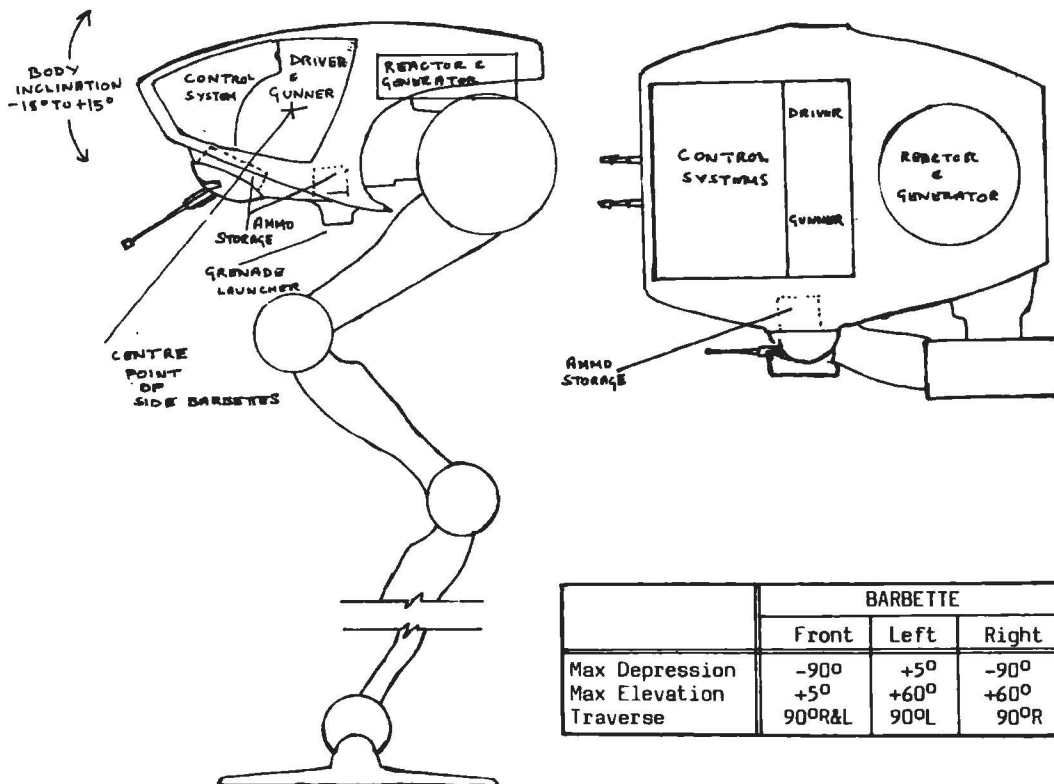 BODY
INCLINATION
-15° TO +15°
CONTROL
SYSTEM
DRIVER
&
GUNNER
REACTOR &
GENERATOR
AMMO
STORAGE
GRENADE
LAUNCHER
CENTRE
POINT
OF
SIDE BARBETTES
CONTROL
SYSTEMS
DRIVER
GUNNER
REACTOR
&
GENERATOR
AMMO
STORAGE
BARBETTE
Front Left Right
Max Depression -90° +5° -90°
Max Elevation +5° +60° +60°
Traverse 90°R&L 90°L 90°R